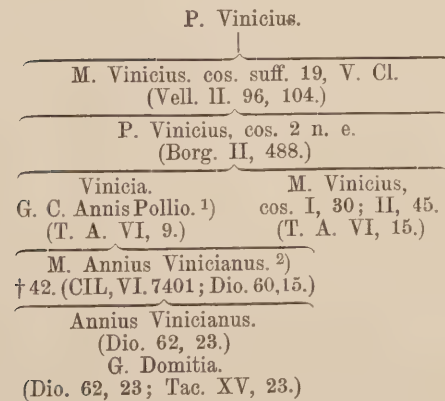 P. Vinicius.
M. Vinicius. cos. suff. 19, V. Cl.
(Vell. II. 96, 104.)
P. Vinicius, cos. 2 n. e.
(Borg. II, 488.)
Vinicia.
G. C. Annis Pollio. ¹)
(T. A. VI, 9.)
M. Vinicius,
cos. I, 30; II, 45.
(T. A. VI, 15.)
M. Annius Vinicianus. ²)
†42. (CIL, VI. 7401; Dio. 60,15.)
Annius Vinicianus.
(Dio. 62, 23.)
G. Domitia.
(Dio. 62, 23; Tac. XV, 23.)